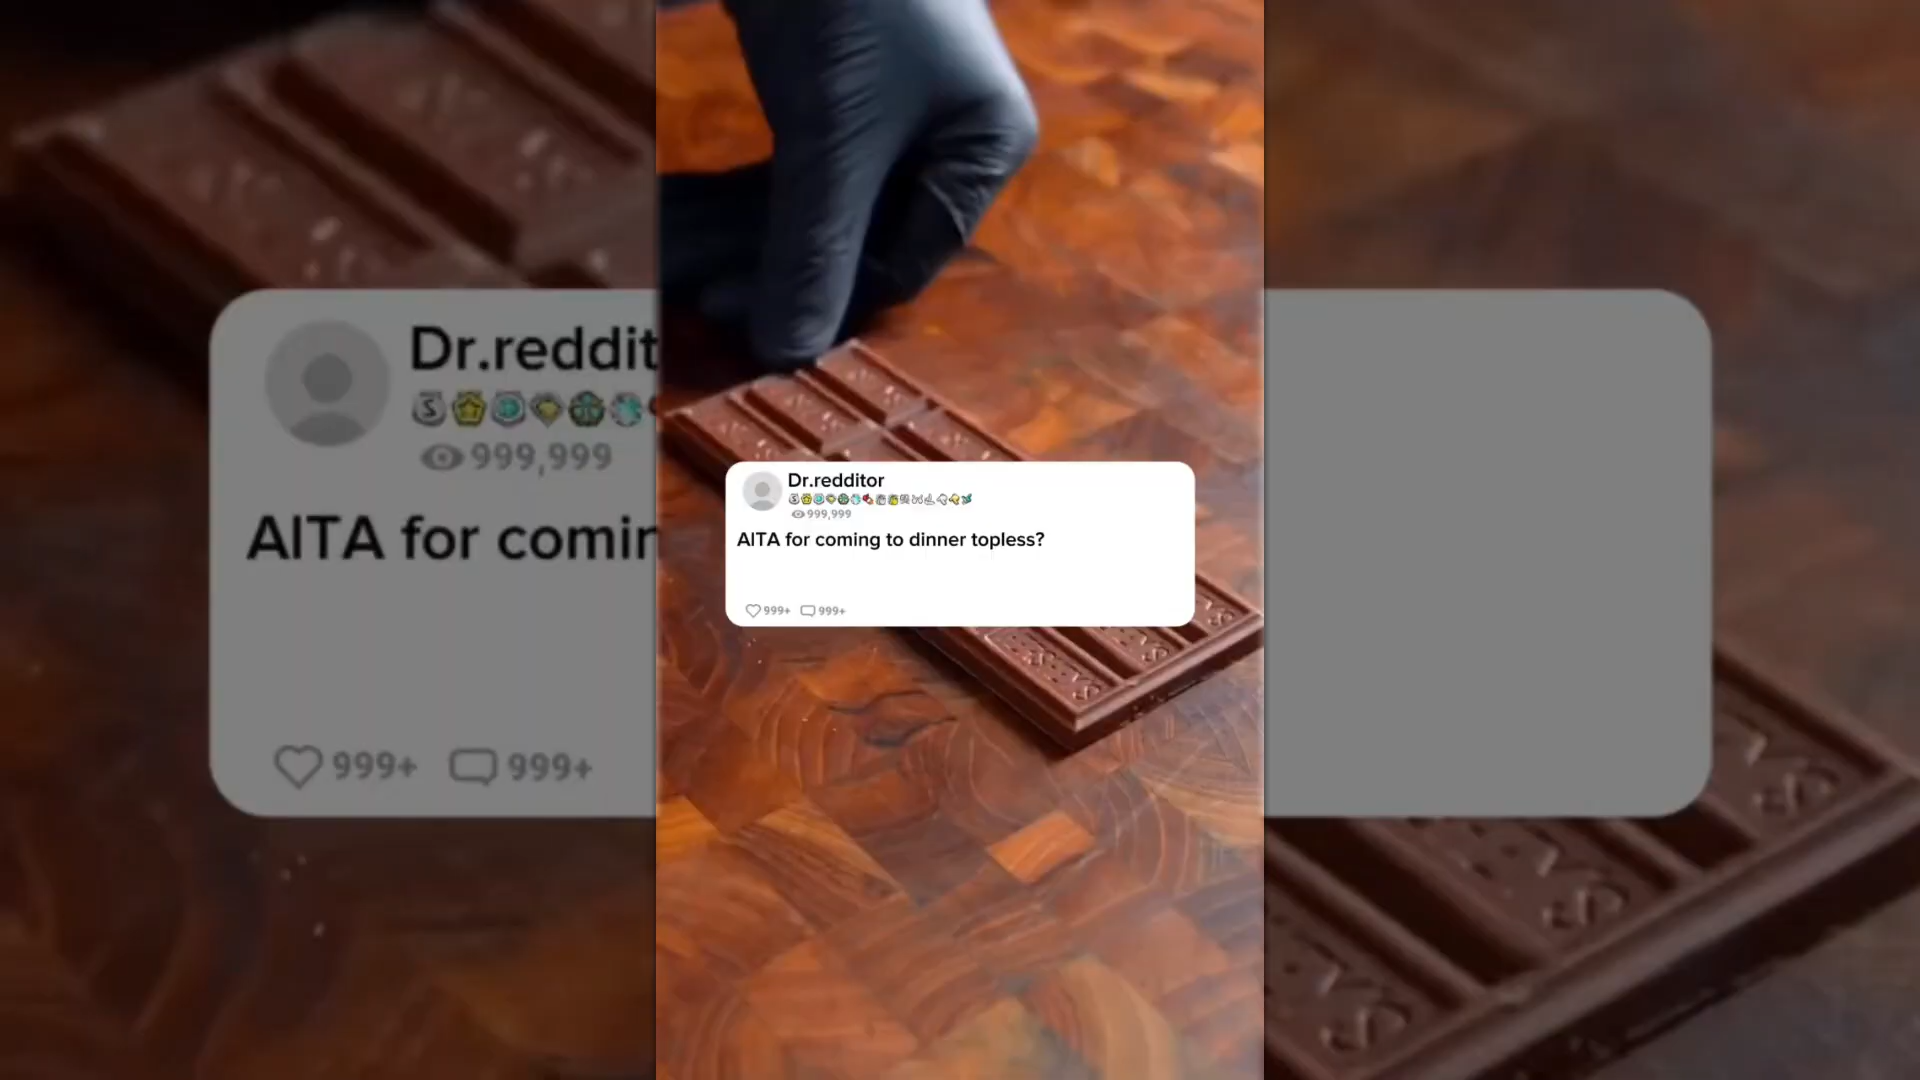 Dr.redditor
999,999
AITA for coming to dinner topless?
999+ 999+
Dr.reddit
999,999
AITA for comin
999+ 999+